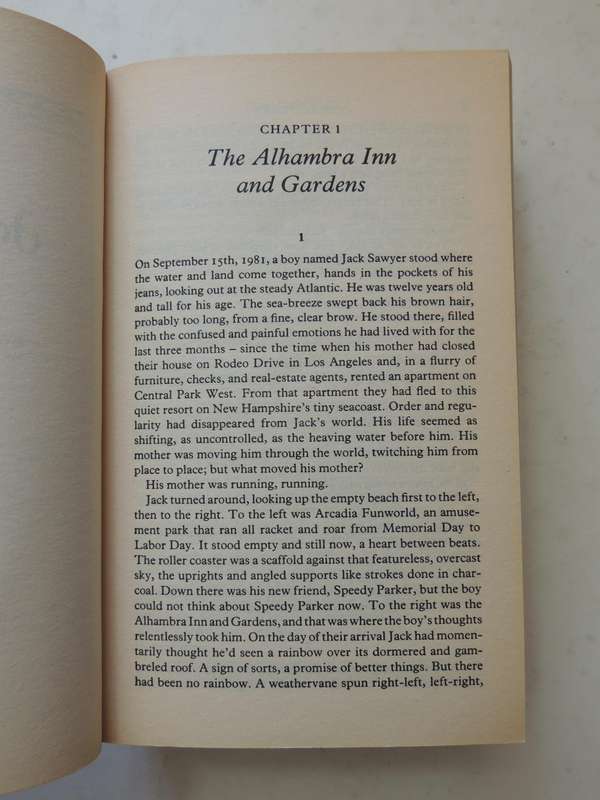 CHAPTER 1
The Alhambra Inn
and Gardens
1
On September 15th, 1981, a boy named Jack Sawyer stood where
the water and land come together, hands in the pockets of his
jeans, looking out at the steady Atlantic. He was twelve years old
and tall for his age. The sea-breeze swept back his brown hair,
probably too long, from a fine, clear brow. He stood there, filled
with the confused and painful emotions he had lived with for the
last three months – since the time when his mother had closed
their house on Rodeo Drive in Los Angeles and, in a flurry of
furniture, checks, and real-estate agents, rented an apartment on
Central Park West. From that apartment they had fled to this
quiet resort on New Hampshire's tiny seacoast. Order and regu-
larity had disappeared from Jack's world. His life seemed as
shifting, as uncontrolled, as the heaving water before him. His
mother was moving him through the world, twitching him from
place to place; but what moved his mother?
His mother was running, running.
Jack turned around, looking up the empty beach first to the left,
then to the right. To the left was Arcadia Funworld, an amuse-
ment park that ran all racket and roar from Memorial Day to
Labor Day. It stood empty and still now, a heart between beats.
The roller coaster was a scaffold against that featureless, overcast
sky, the uprights and angled supports like strokes done in char-
coal. Down there was his new friend, Speedy Parker, but the boy
could not think about Speedy Parker now. To the right was the
Alhambra Inn and Gardens, and that was where the boy's thoughts
relentlessly took him. On the day of their arrival Jack had momen-
tarily thought he'd seen a rainbow over its dormered and gam-
breled roof. A sign of sorts, a promise of better things. But there
had been no rainbow. A weathervane spun right-left, left-right,